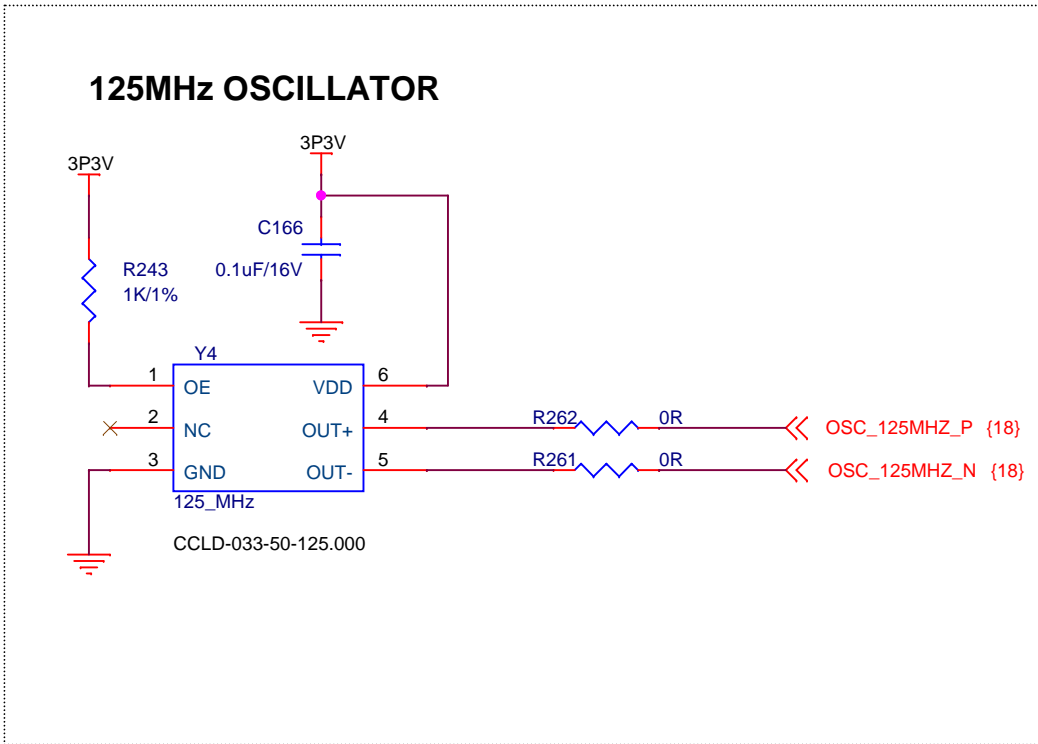 125MHz OSCILLATOR
3P3V
3P3V
C166
0.1uF/16V
R243
1K/1%
Y4
1
OE
VDD
6
2
NC
OUT+
4
R262
0R
OSC_125MHZ_P {18}
3
GND
OUT-
5
R261
0R
OSC_125MHZ_N {18}
125_MHz
CCLD-033-50-125.000